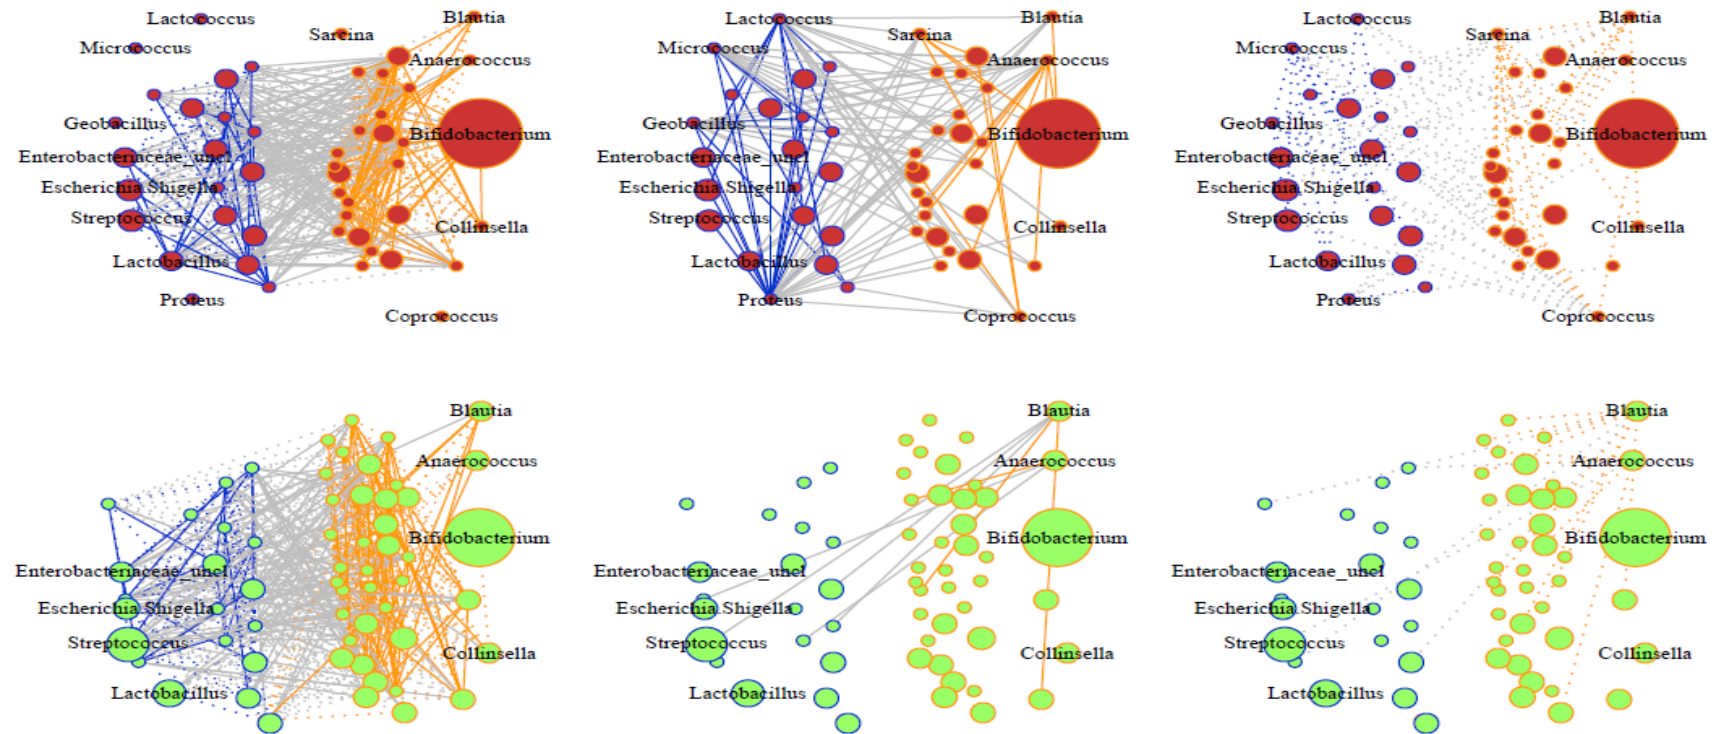 Lactococcus
Blautia
Sarcina
Micrococcus
Anaerococcus
Geobacillus
Bifidobacterium
Enterobacteriaceae_uncl
Escherichia.Shigella
Streptococcus
Collinsella
Lactobacillus
Proteus
Coprococcus
Lactococcus
Blautia
Sarcina
Micrococcus
Anaerococcus
Geobacillus
Bifidobacterium
Enterobacteriaceae_uncl
Escherichia.Shigella
Streptococcus
Collinsella
Lactobacillus
Proteus
Coprococcus
Lactococcus
Blautia
Sarcina
Micrococcus
Anaerococcus
Geobacillus
Bifidobacterium
Enterobacteriaceae_uncl
Escherichia.Shigella
Streptococcus
Collinsella
Lactobacillus
Proteus
Coprococcus
Blautia
Anaerococcus
Bifidobacterium
Enterobacteriaceae_uncl
Escherichia.Shigella
Streptococcus
Collinsella
Lactobacillus
Blautia
Anaerococcus
Bifidobacterium
Enterobacteriaceae_uncl
Escherichia.Shigella
Streptococcus
Collinsella
Lactobacillus
Blautia
Anaerococcus
Bifidobacterium
Enterobacteriaceae_uncl
Escherichia.Shigella
Streptococcus
Collinsella
Lactobacillus